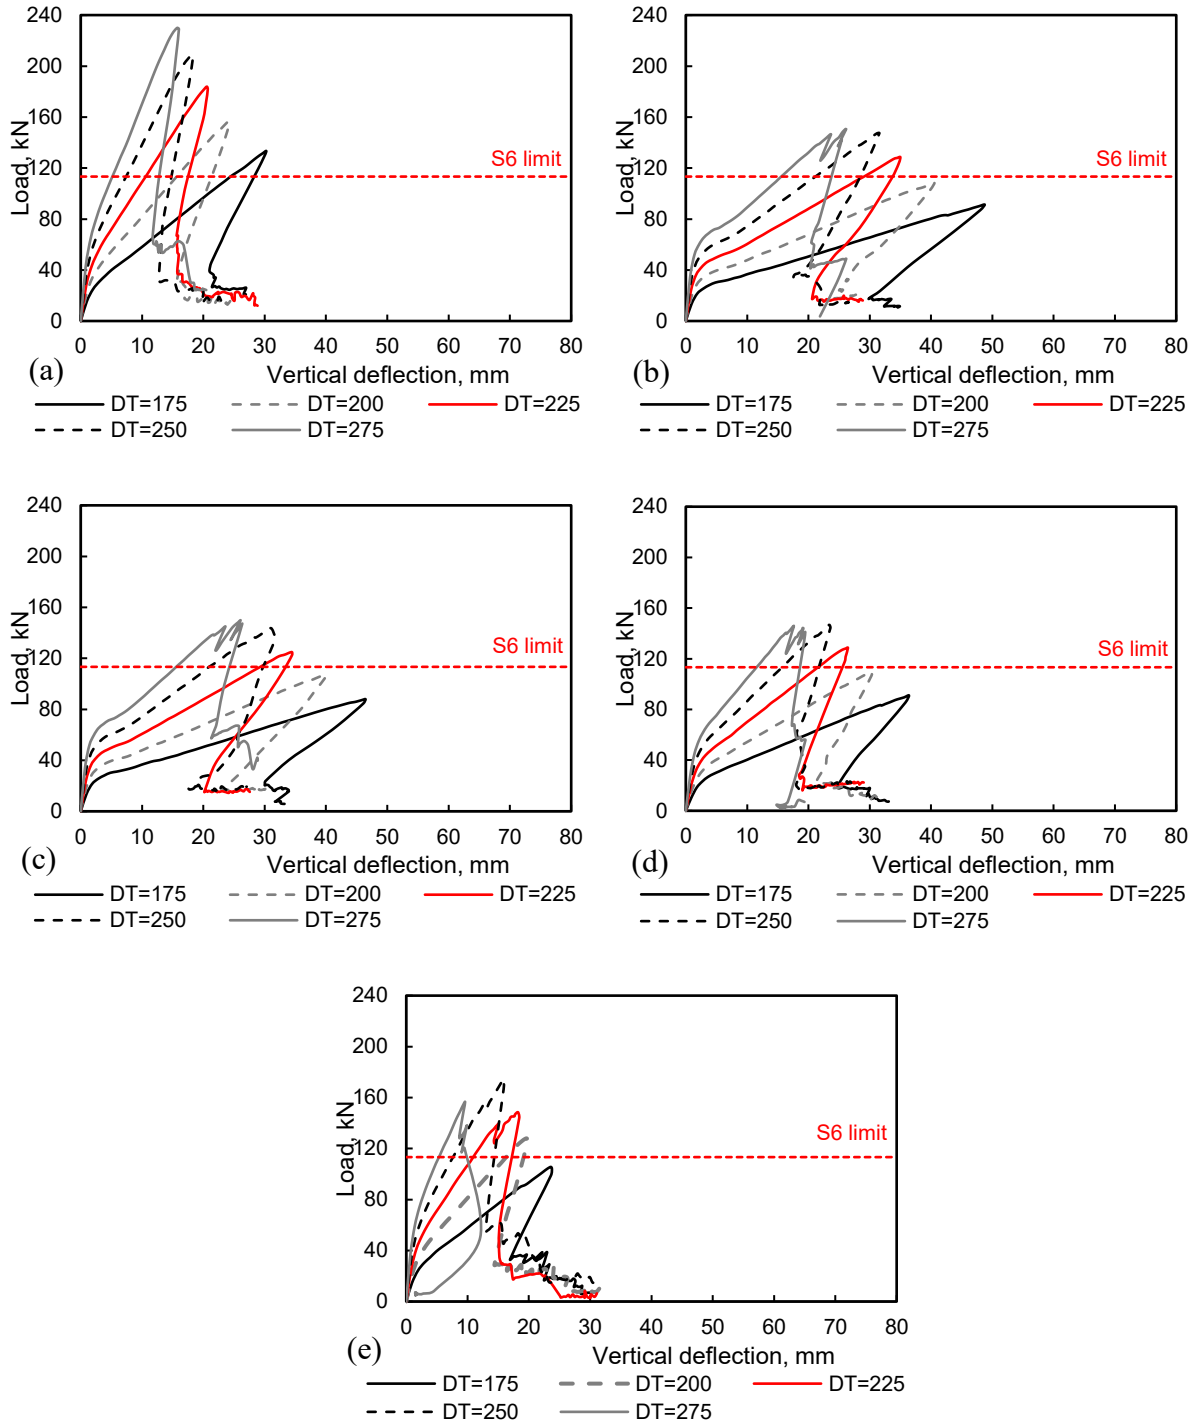 240
200
160
120
80
40
0
Load, kN
S6 limit
0 10 20 30 40 50 60 70 80
(a)
Vertical deflection, mm
DT=175 DT=200 DT=225
DT=250 DT=275
240
200
160
120
80
40
0
Load, kN
S6 limit
0 10 20 30 40 50 60 70 80
(b)
Vertical deflection, mm
DT=175 DT=200 DT=225
DT=250 DT=275
240
200
160
120
80
40
0
Load, kN
S6 limit
0 10 20 30 40 50 60 70 80
(c)
Vertical deflection, mm
DT=175 DT=200 DT=225
DT=250 DT=275
240
200
160
120
80
40
0
Load, kN
S6 limit
0 10 20 30 40 50 60 70 80
(d)
Vertical deflection, mm
DT=175 DT=200 DT=225
DT=250 DT=275
240
200
160
120
80
40
0
Load, kN
S6 limit
0 10 20 30 40 50 60 70 80
(e)
Vertical deflection, mm
DT=175 DT=200 DT=225
DT=250 DT=275